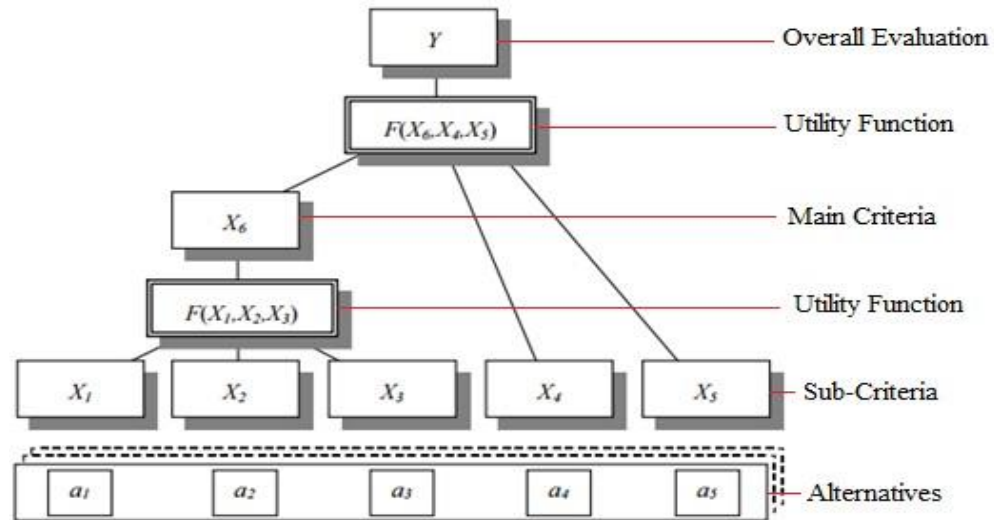 Y
Overall Evaluation
F(X₆,X₄,X₅)
Utility Function
X₆
Main Criteria
F(X₁,X₂,X₃)
Utility Function
X₁ X₂ X₃ X₄ X₅
Sub-Criteria
a₁ a₂ a₃ a₄ a₅
Alternatives